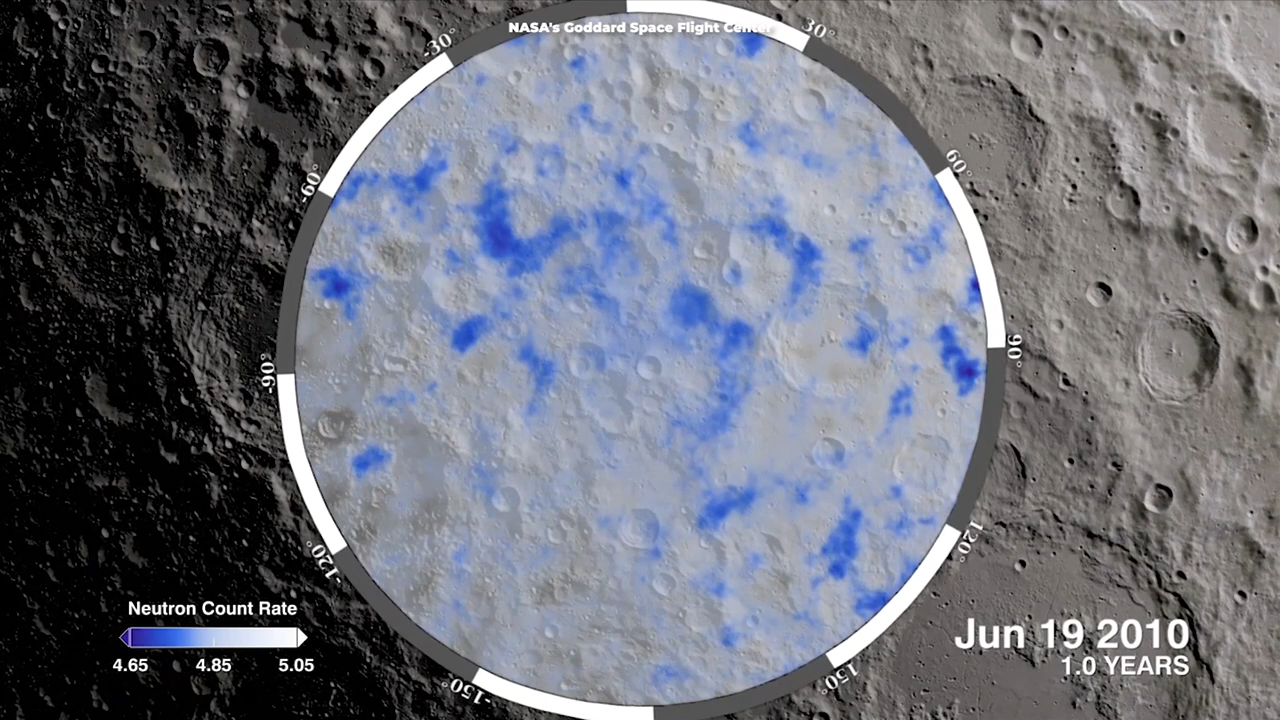 NASA's Goddard Space Flight Center
-30°
30°
-60°
60°
-90°
90°
-120°
120°
-150°
150°
Neutron Count Rate
4.65 4.85 5.05
Jun 19 2010
1.0 YEARS